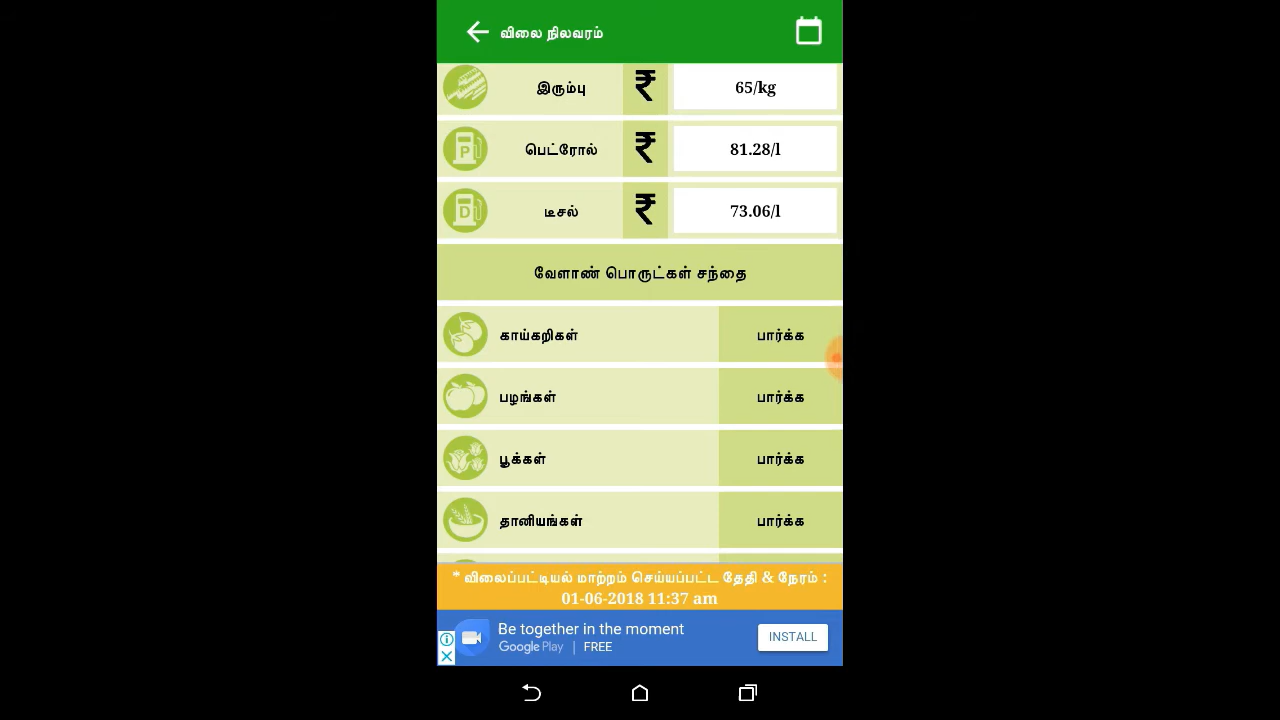 விலை நிலவரம்
இரும்பு ₹ 65/kg
P பெட்ரோல் ₹ 81.28/l
D டீசல் ₹ 73.06/l
வேளாண் பொருட்கள் சந்தை
காய்கறிகள் பார்க்க
பழங்கள் பார்க்க
பூக்கள் பார்க்க
தானியங்கள் பார்க்க
* விலைப்பட்டியல் மாற்றம் செய்யப்பட்ட தேதி & நேரம் :
01-06-2018 11:37 am
Be together in the moment
Google Play | FREE
INSTALL